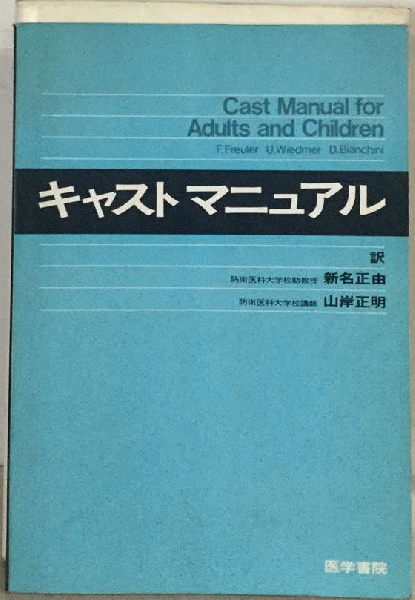 Cast Manual for
Adults and Children
F. Freuler U. Wiedmer D. Bianchini
キャストマニュアル
訳
防衛医科大学校助教授 新名正由
防衛医科大学校講師 山岸正明
医学書院